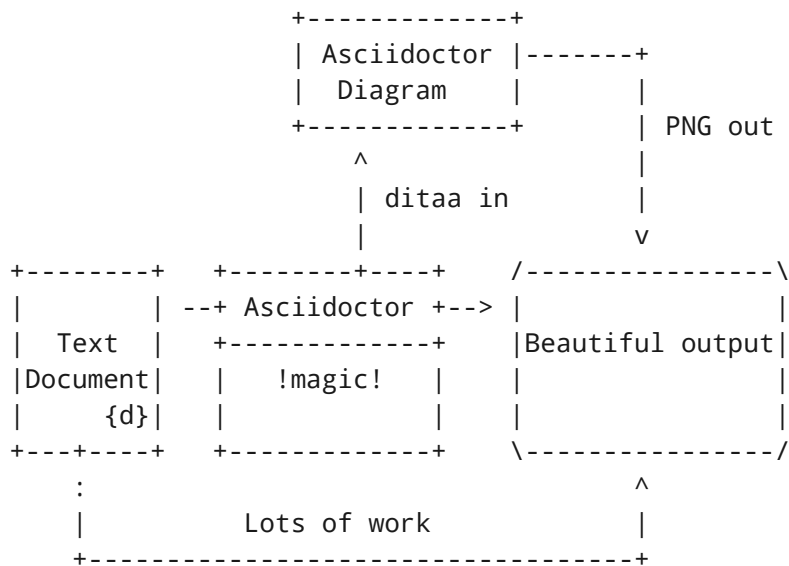 +-------------+
                   | Asciidoctor |-------+
                   |   Diagram   |       |
                   +-------------+       | PNG out
                       ^                 |
                       | ditaa in        |
                       |                 v
 +--------+   +--------+----+    /----------------\
 |        | --+ Asciidoctor +--> |                |
 |  Text  |   +-------------+    |Beautiful output|
 |Document|   |   !magic!   |    |                |
 |     {d}|   |             |    |                |
 +---+----+   +-------------+    \----------------/
     :                                   ^
     |          Lots of work             |
     +-----------------------------------+